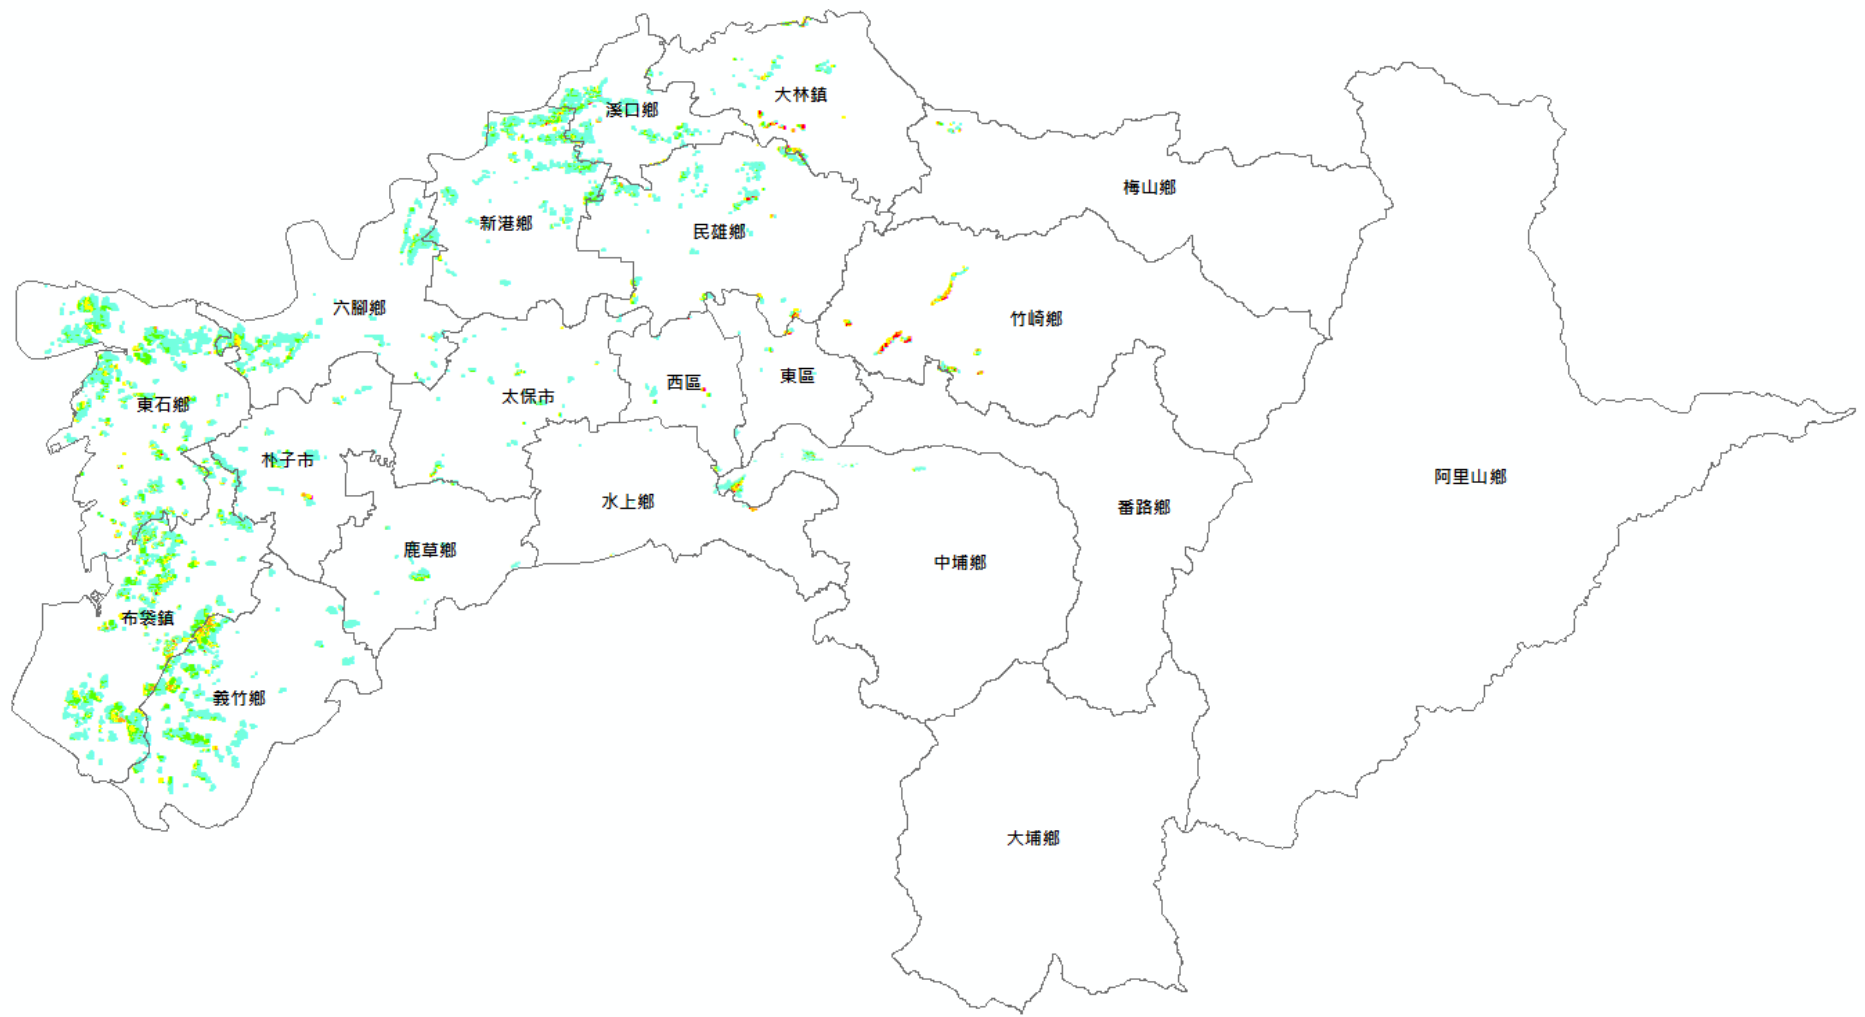 大林鎮
溪口鄉
梅山鄉
新港鄉
民雄鄉
六腳鄉
竹崎鄉
東區
西區
太保市
東石鄉
朴子市
阿里山鄉
水上鄉
番路鄉
鹿草鄉
中埔鄉
布袋鎮
義竹鄉
大埔鄉